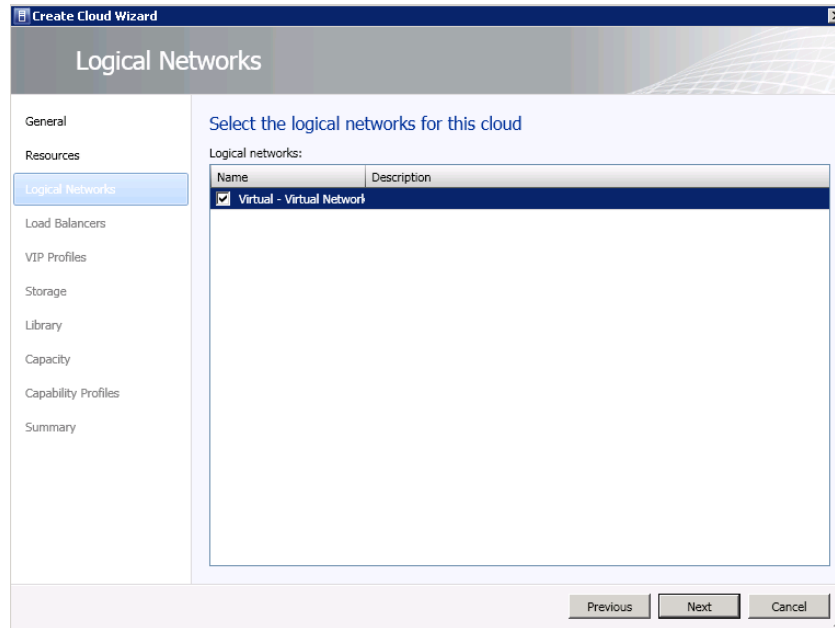 Create Cloud Wizard
Logical Networks
General
Resources
Logical Networks
Load Balancers
VIP Profiles
Storage
Library
Capacity
Capability Profiles
Summary
Select the logical networks for this cloud
Logical networks:
Name Description
Virtual - Virtual Network
Previous Next Cancel